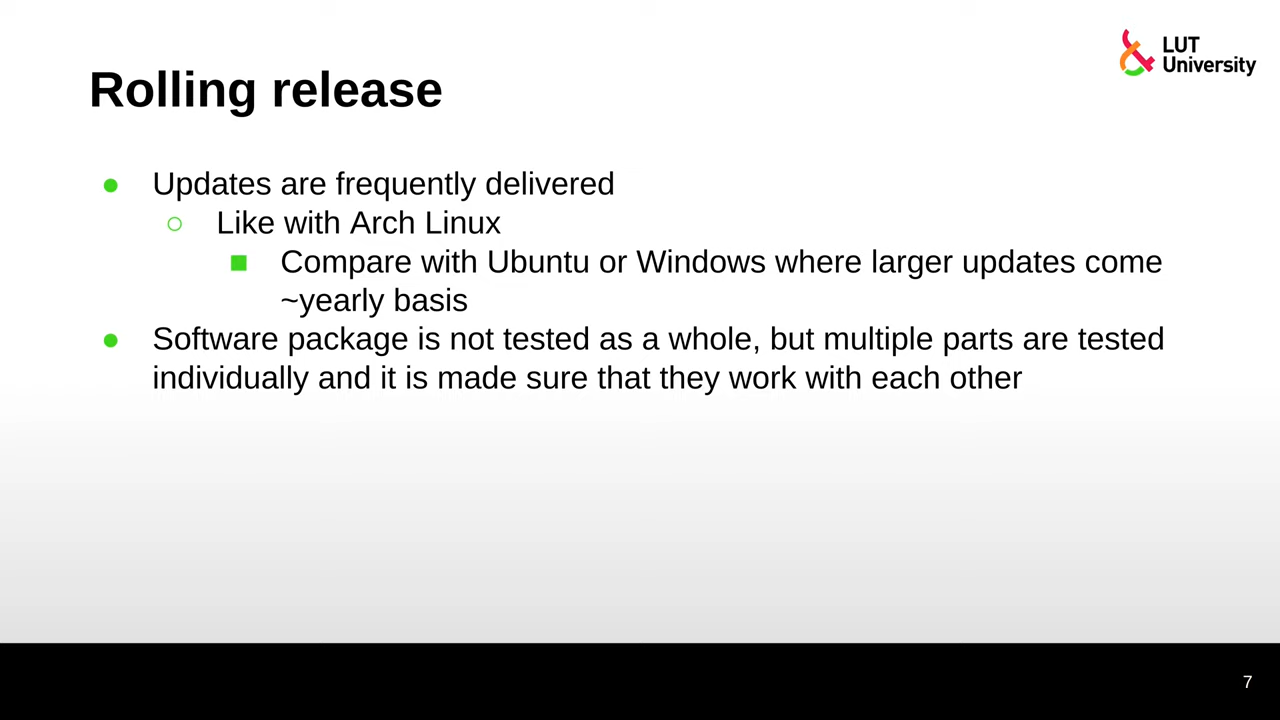 LUT
University
Rolling release
● Updates are frequently delivered
○ Like with Arch Linux
■ Compare with Ubuntu or Windows where larger updates come
~yearly basis
● Software package is not tested as a whole, but multiple parts are tested
individually and it is made sure that they work with each other
7